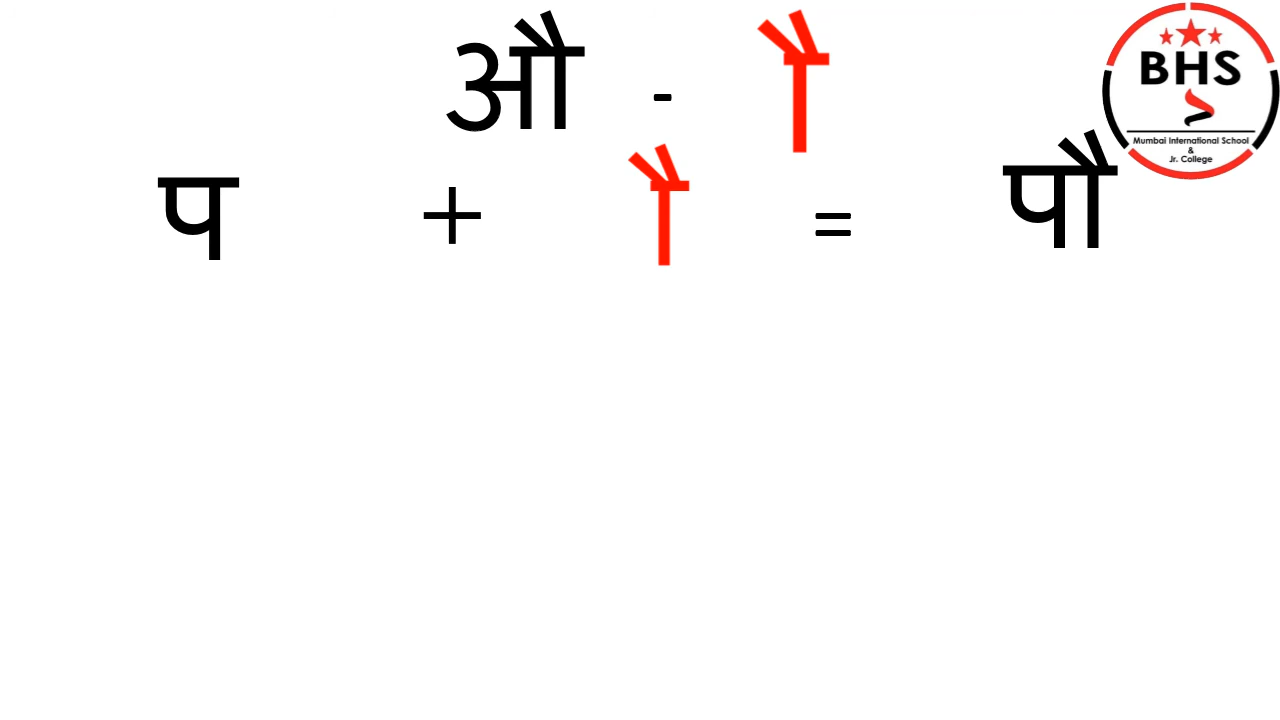 औ - ौ
प + ौ = पौ
BHS
Mumbai International School
&
Jr. College